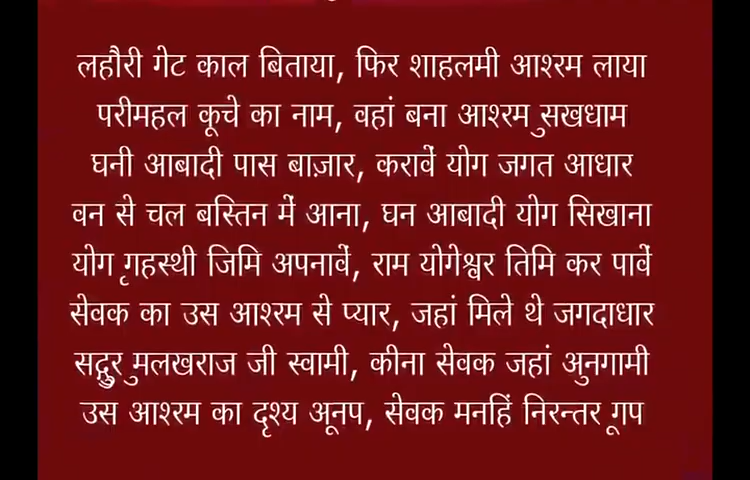 लहौरी गेट काल बिताया, फिर शाहलमी आश्रम लाया
परीमहल कूचे का नाम, वहां बना आश्रम सुखधाम
घनी आबादी पास बाज़ार, करावें योग जगत आधार
वन से चल बस्तिन में आना, घन आबादी योग सिखाना
योग गृहस्थी जिमि अपनावें, राम योगेश्वर तिमि कर पावें
सेवक का उस आश्रम से प्यार, जहां मिले थे जगदाधार
सद्गुरु मुलखराज जी स्वामी, कीना सेवक जहां अनुगामी
उस आश्रम का दृश्य अनूप, सेवक मनहिं निरन्तर गूप